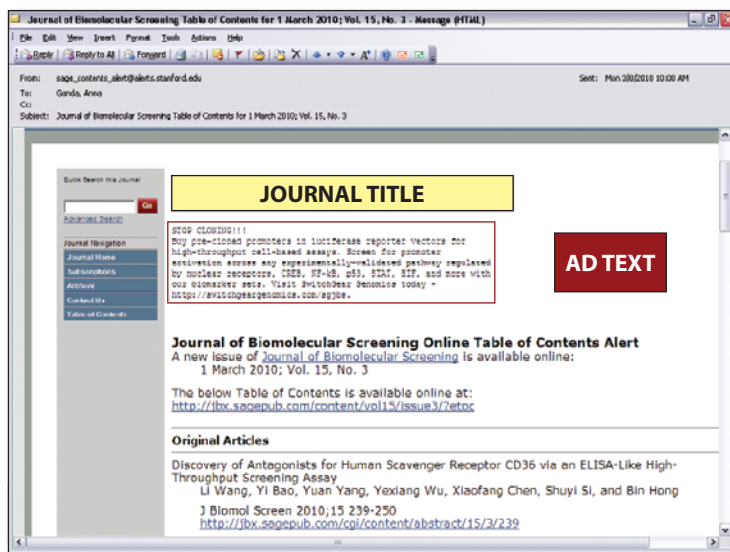 Journal of Biomolecular Screening Table of Contents for 1 March 2010; Vol. 15, No. 3 - Message (HTML)
File Edit View Insert Format Tools Actions Help
Reply Reply to All Forward
From: sage_contents_alert@alerts.stanford.edu Sent: Mon 3/8/2010 10:00 AM
To: Ganda, Anna
Cc:
Subject: Journal of Biomolecular Screening Table of Contents for 1 March 2010; Vol. 15, No. 3
Quick Search this Journal
Go
Advanced Search
Journal Navigation
Journal Home
Subscriptions
Archive
Contact Us
Table of Contents
JOURNAL TITLE
STOP CLONING!!!
Buy pre-cloned promoters in luciferase reporter vectors for
high-throughput cell-based assays. Screen for promoter
activation across any experimentally-validated pathway regulated
by nuclear receptors, CREB, NF-kB, p53, STAT, HIF, and more with
our biomarker sets. Visit SwitchGear Genomics today -
http://switchgeargenomics.com/sgjbs.
AD TEXT
Journal of Biomolecular Screening Online Table of Contents Alert
A new issue of Journal of Biomolecular Screening is available online:
1 March 2010; Vol. 15, No. 3
The below Table of Contents is available online at:
http://jbx.sagepub.com/content/vol15/issue3/?etoc
Original Articles
Discovery of Antagonists for Human Scavenger Receptor CD36 via an ELISA-Like High-
Throughput Screening Assay
Li Wang, Yi Bao, Yuan Yang, Yexiang Wu, Xiaofang Chen, Shuyi Si, and Bin Hong
J Biomol Screen 2010;15 239-250
http://jbx.sagepub.com/cgi/content/abstract/15/3/239